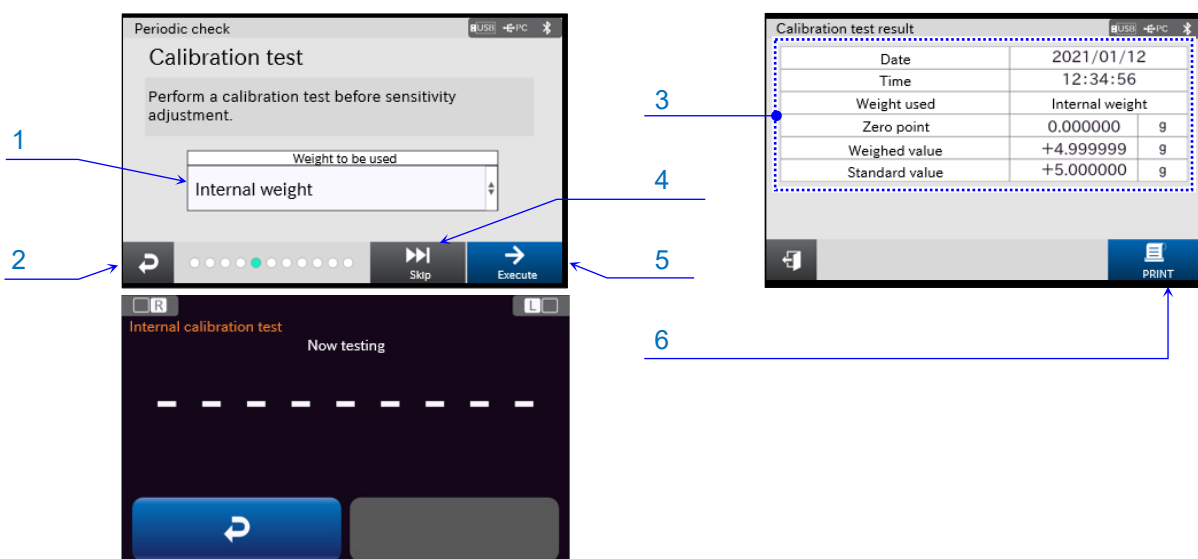 Periodic check
USB PC
Calibration test
Perform a calibration test before sensitivity
adjustment.
Weight to be used
Internal weight
Skip
Execute
1
2
3
4
5
6
R
L
Internal calibration test
Now testing
– – – – – – – – –
Calibration test result
USB PC
Date 2021/01/12
Time 12:34:56
Weight used Internal weight
Zero point 0.000000 g
Weighed value +4.999999 g
Standard value +5.000000 g
PRINT